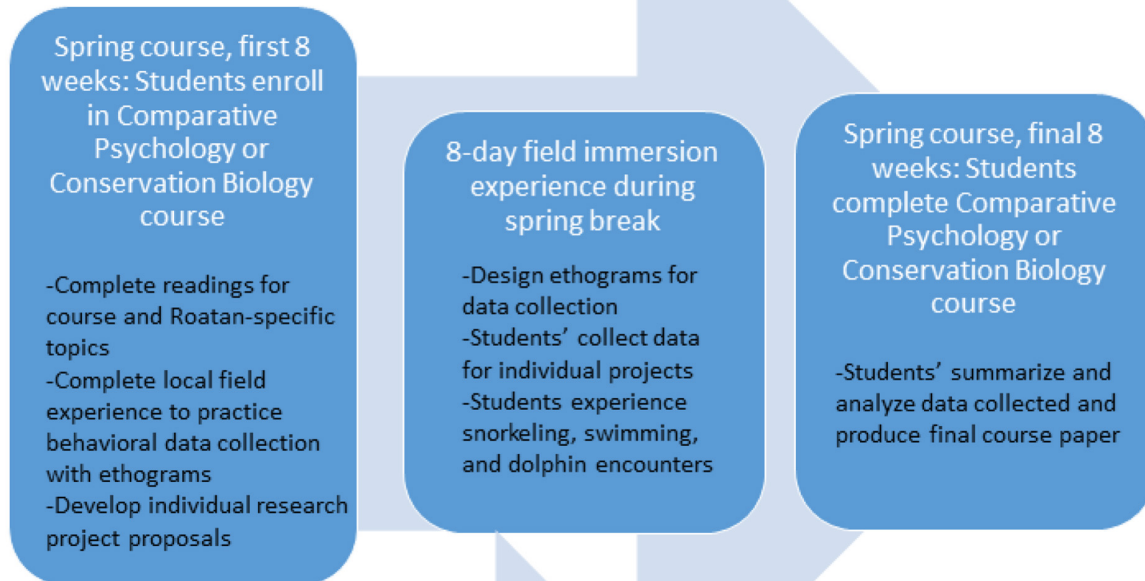 Spring course, first 8
weeks: Students enroll
in Comparative
Psychology or
Conservation Biology
course
-Complete readings for
course and Roatan-specific
topics
-Complete local field
experience to practice
behavioral data collection
with ethograms
-Develop individual research
project proposals
8-day field immersion
experience during
spring break
-Design ethograms for
data collection
-Students’ collect data
for individual projects
-Students experience
snorkeling, swimming,
and dolphin encounters
Spring course, final 8
weeks: Students
complete Comparative
Psychology or
Conservation Biology
course
-Students’ summarize and
analyze data collected and
produce final course paper